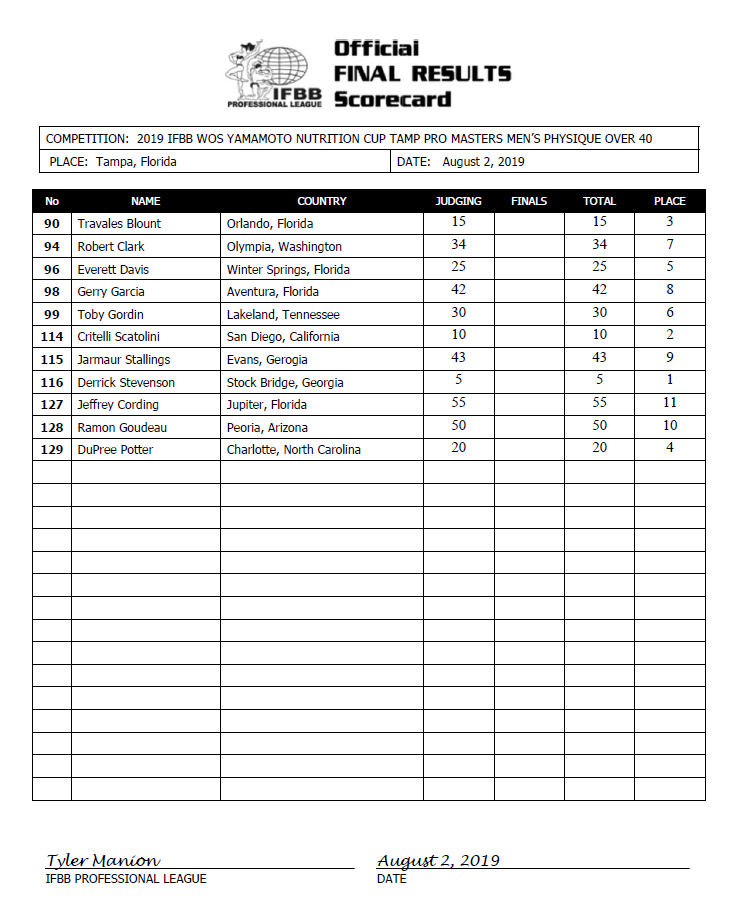 Official
FINAL RESULTS
Scorecard
IFBB
PROFESSIONAL LEAGUE
COMPETITION: 2019 IFBB WOS YAMAMOTO NUTRITION CUP TAMP PRO MASTERS MEN'S PHYSIQUE OVER 40
PLACE: Tampa, Florida DATE: August 2, 2019
No NAME COUNTRY JUDGING FINALS TOTAL PLACE
90 Travales Blount Orlando, Florida 15 15 3
94 Robert Clark Olympia, Washington 34 34 7
96 Everett Davis Winter Springs, Florida 25 25 5
98 Gerry Garcia Aventura, Florida 42 42 8
99 Toby Gordin Lakeland, Tennessee 30 30 6
114 Critelli Scatolini San Diego, California 10 10 2
115 Jarmaur Stallings Evans, Gerogia 43 43 9
116 Derrick Stevenson Stock Bridge, Georgia 5 5 1
127 Jeffrey Cording Jupiter, Florida 55 55 11
128 Ramon Goudeau Peoria, Arizona 50 50 10
129 DuPree Potter Charlotte, North Carolina 20 20 4
Tyler Manion August 2, 2019
IFBB PROFESSIONAL LEAGUE DATE